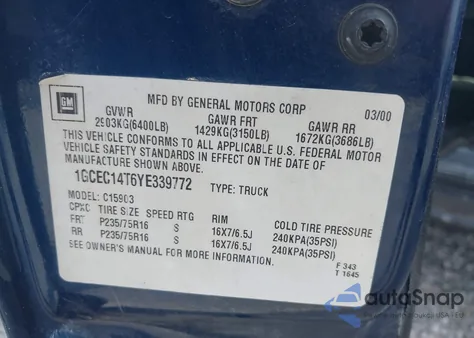 GM
MFD BY GENERAL MOTORS CORP 03/00
GVWR GAWR FRT GAWR RR
2903KG(6400LB) 1429KG(3150LB) 1672KG(3686LB)
THIS VEHICLE CONFORMS TO ALL APPLICABLE U.S. FEDERAL MOTOR
VEHICLE SAFETY STANDARDS IN EFFECT ON THE DATE OF
MANUFACTURE SHOWN ABOVE.
1GCEC14T6YE339772 TYPE: TRUCK
MODEL: C15903
TIRE SIZE SPEED RTG RIM COLD TIRE PRESSURE
FRT P235/75R16 S 16X7/6.5J 240KPA(35PSI)
RR P235/75R16 S 16X7/6.5J 240KPA(35PSI)
SEE OWNER'S MANUAL FOR MORE INFORMATION.
F 343
T 1645
autoSnap